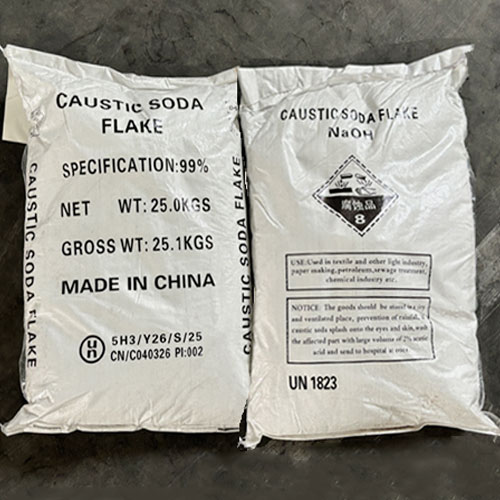 CAUSTIC SODA
FLAKE
SPECIFICATION:99%
NET WT: 25.0KGS
GROSS WT: 25.1KGS
MADE IN CHINA
un
5H3/Y26/S/25
CN/C040326 PI:002
CAUSTIC SODA FLAKE
CAUSTIC SODA FLAKE
CAUSTIC SODA FLAKE
NaOH
腐蚀品
8
USE:Used in textile and other light industry,
paper making,petroleum,sewage treatment,
chemical industry etc.
NOTICE: The goods should be stored in a dry
and ventilated place, prevention of rainfall, If
caustic soda splash onto the eyes and skin,wash
the affected part with large volume of 2% acetic
acid and send to hospital at once.
UN 1823